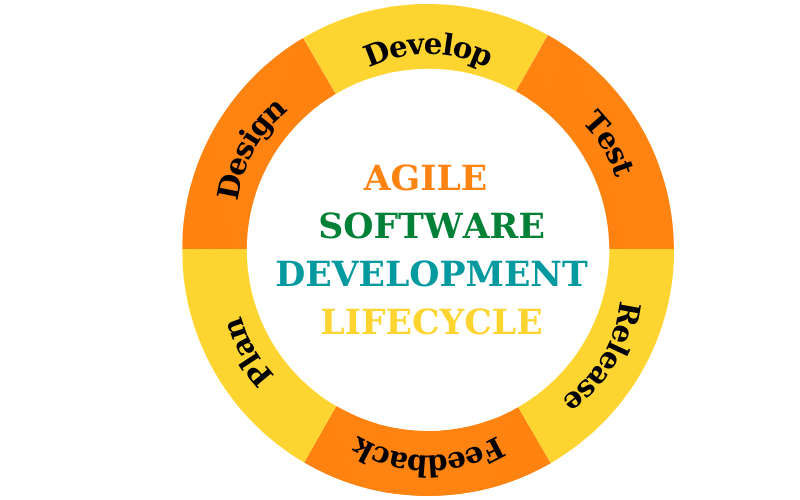 Develop
Test
Release
Feedback
Plan
Design
AGILE
SOFTWARE
DEVELOPMENT
LIFECYCLE